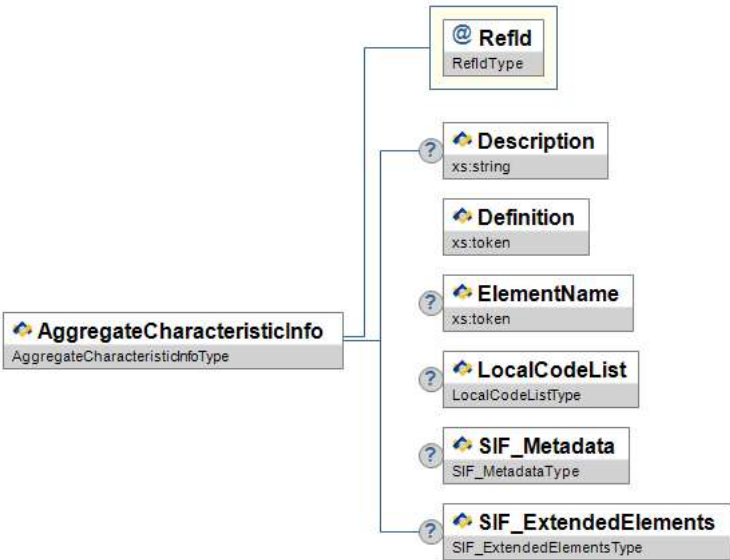 @ RefId
RefIdType
? Description
xs:string
Definition
xs:token
? ElementName
xs:token
AggregateCharacteristicInfo
AggregateCharacteristicInfoType
? LocalCodeList
LocalCodeListType
? SIF_Metadata
SIF_MetadataType
? SIF_ExtendedElements
SIF_ExtendedElementsType